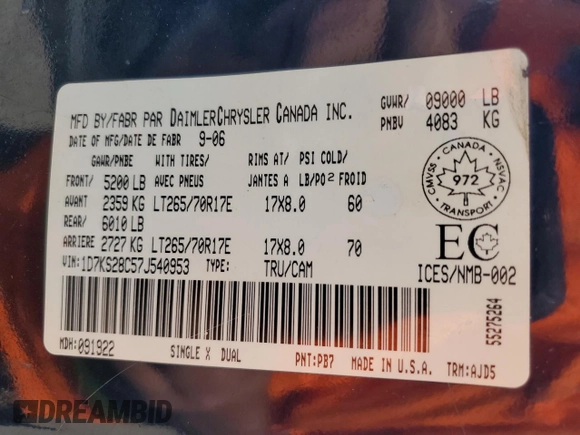 MFD BY/FABR PAR DAIMLERCHRYSLER CANADA INC.
GVWR/ 09000 LB
PNBV 4083 KG
DATE OF MFG/DATE DE FABR 9-06
GAWR/PNBE WITH TIRES/ RIMS AT/ PSI COLD/
FRONT/ 5200 LB AVEC PNEUS JANTES A LB/PO2 FROID
AVANT 2359 KG LT265/70R17E 17X8.0 60
REAR/ 6010 LB
ARRIERE 2727 KG LT265/70R17E 17X8.0 70
VIN: 1D7KS28C57J540953 TYPE: TRU/CAM
CANADA
CMVSS NSVAC
972
TRANSPORT
EC
ICES/NMB-002
55275264
MDH:091922 SINGLE X DUAL PNT:PB7 MADE IN U.S.A. TRM:AJD5
DREAMBID